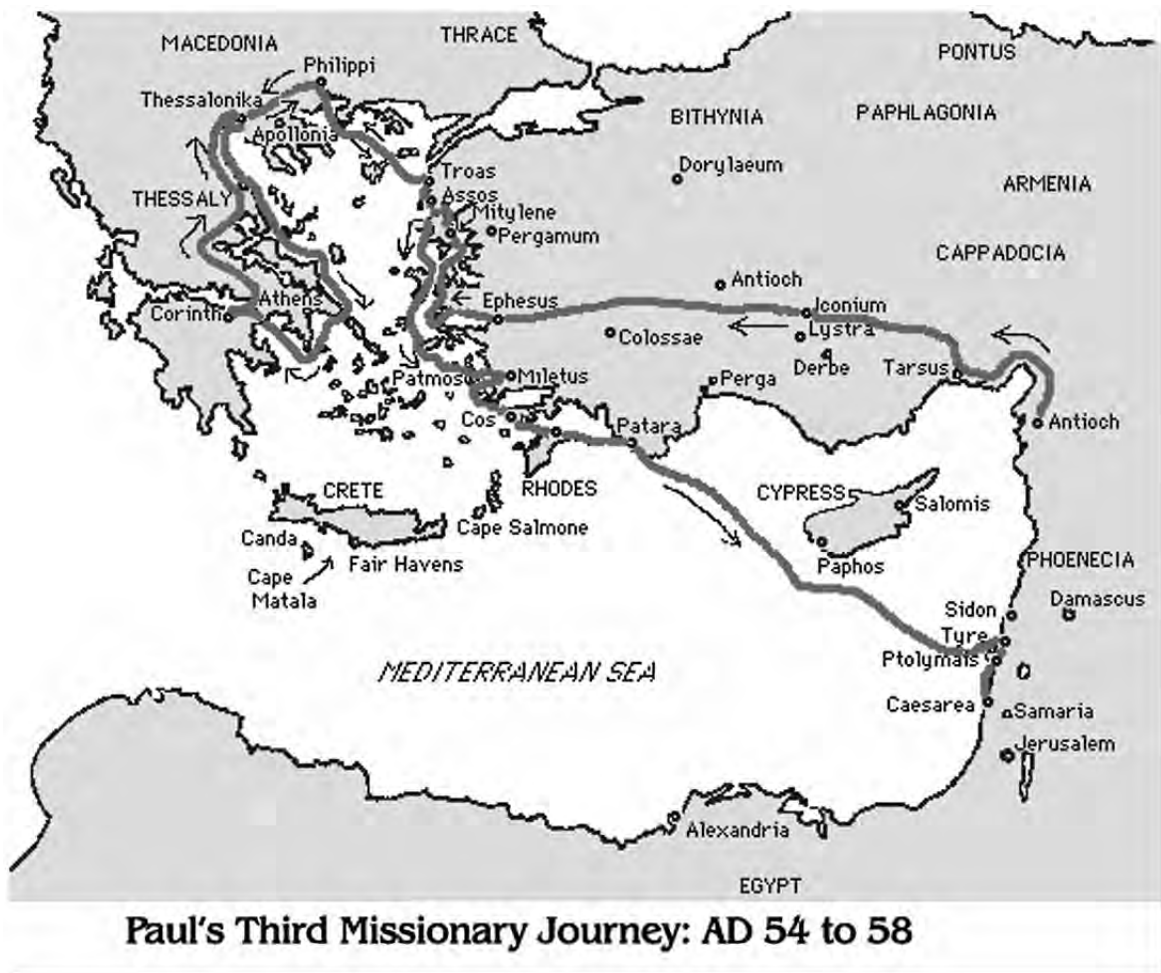 THRACE
MACEDONIA
PONTUS
Philippi
Thessalonika
PAPHLAGONIA
BITHYNIA
Apollonia
Dorylaeum
Troas
ARMENIA
Assos
THESSALY
Mitylene
Pergamum
CAPPADOCIA
Antioch
Athens
Ephesus
Iconium
Corinth
Lystra
Colossae
Derbe
Tarsus
Patmos
Miletus
Perga
Cos
Patara
Antioch
RHODES
CRETE
CYPRESS
Salomis
Cape Salmone
Canda
Fair Havens
Paphos
PHOENECIA
Cape
Matala
Damascus
Sidon
Tyre
Ptolymais
MEDITERRANEAN SEA
Caesarea
Samaria
Jerusalem
Alexandria
EGYPT
Paul's Third Missionary Journey: AD 54 to 58